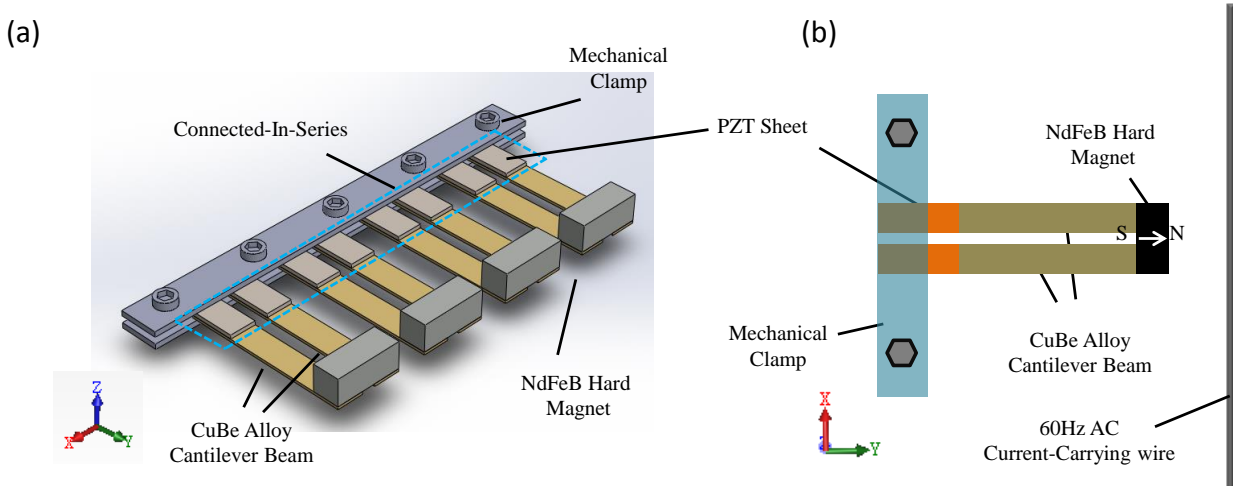 (a)
Mechanical
Clamp
Connected-In-Series
PZT Sheet
NdFeB Hard
Magnet
CuBe Alloy
Cantilever Beam
Z
X
Y
(b)
NdFeB Hard
Magnet
S
N
Mechanical
Clamp
CuBe Alloy
Cantilever Beam
X
Y
60Hz AC
Current-Carrying wire